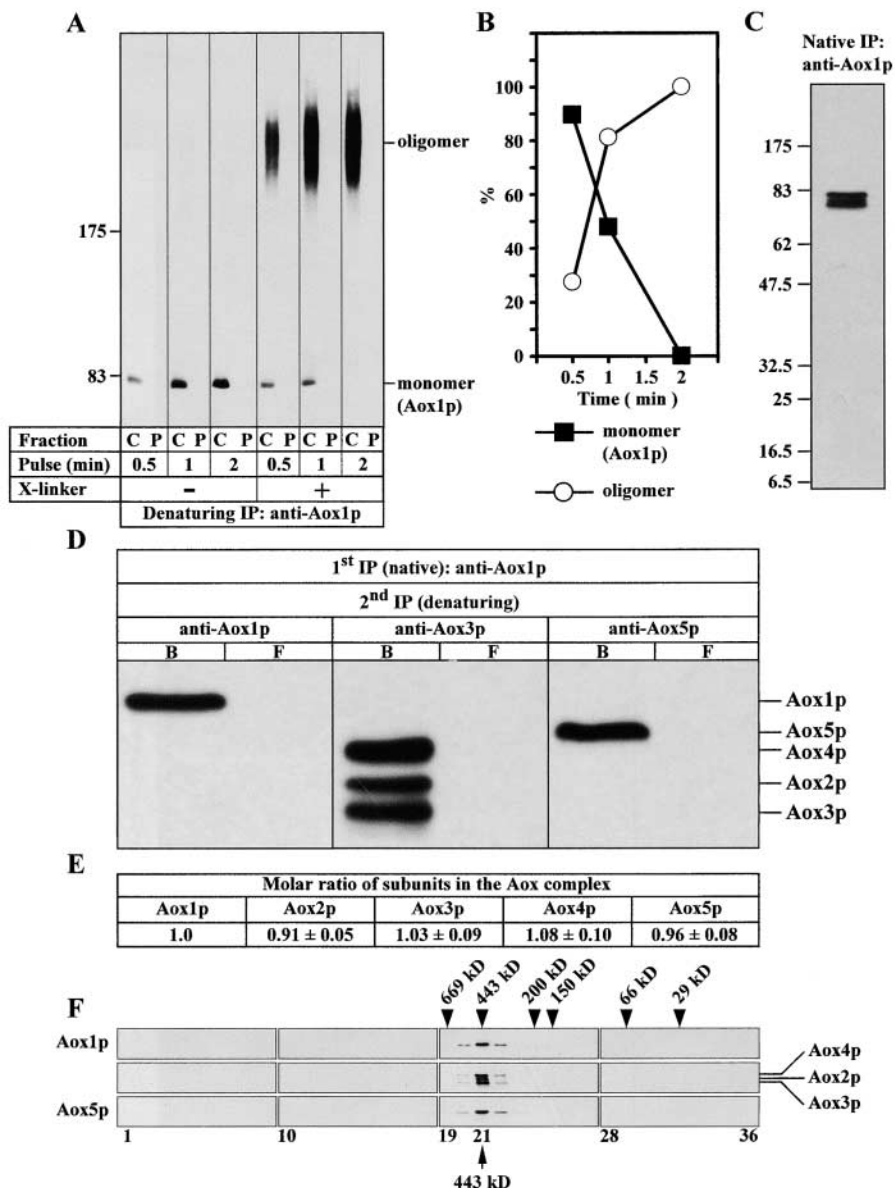 A
oligomer
175
83
monomer
(Aox1p)
Fraction C P C P C P C P C P C P
Pulse (min) 0.5 1 2 0.5 1 2
X-linker - +
Denaturing IP: anti-Aox1p
B
100
80
60
%
40
20
0
0.5 1 1.5 2
Time ( min )
monomer
(Aox1p)
oligomer
C
Native IP:
anti-Aox1p
175
83
62
47.5
32.5
25
16.5
6.5
D
1st IP (native): anti-Aox1p
2nd IP (denaturing)
anti-Aox1p anti-Aox3p anti-Aox5p
B F B F B F
Aox1p
Aox5p
Aox4p
Aox2p
Aox3p
E
Molar ratio of subunits in the Aox complex
Aox1p Aox2p Aox3p Aox4p Aox5p
1.0 0.91 ± 0.05 1.03 ± 0.09 1.08 ± 0.10 0.96 ± 0.08
F
669 kD 443 kD 200 kD 150 kD 66 kD 29 kD
Aox1p
Aox4p
Aox2p
Aox3p
Aox5p
1 10 19 21 28 36
443 kD